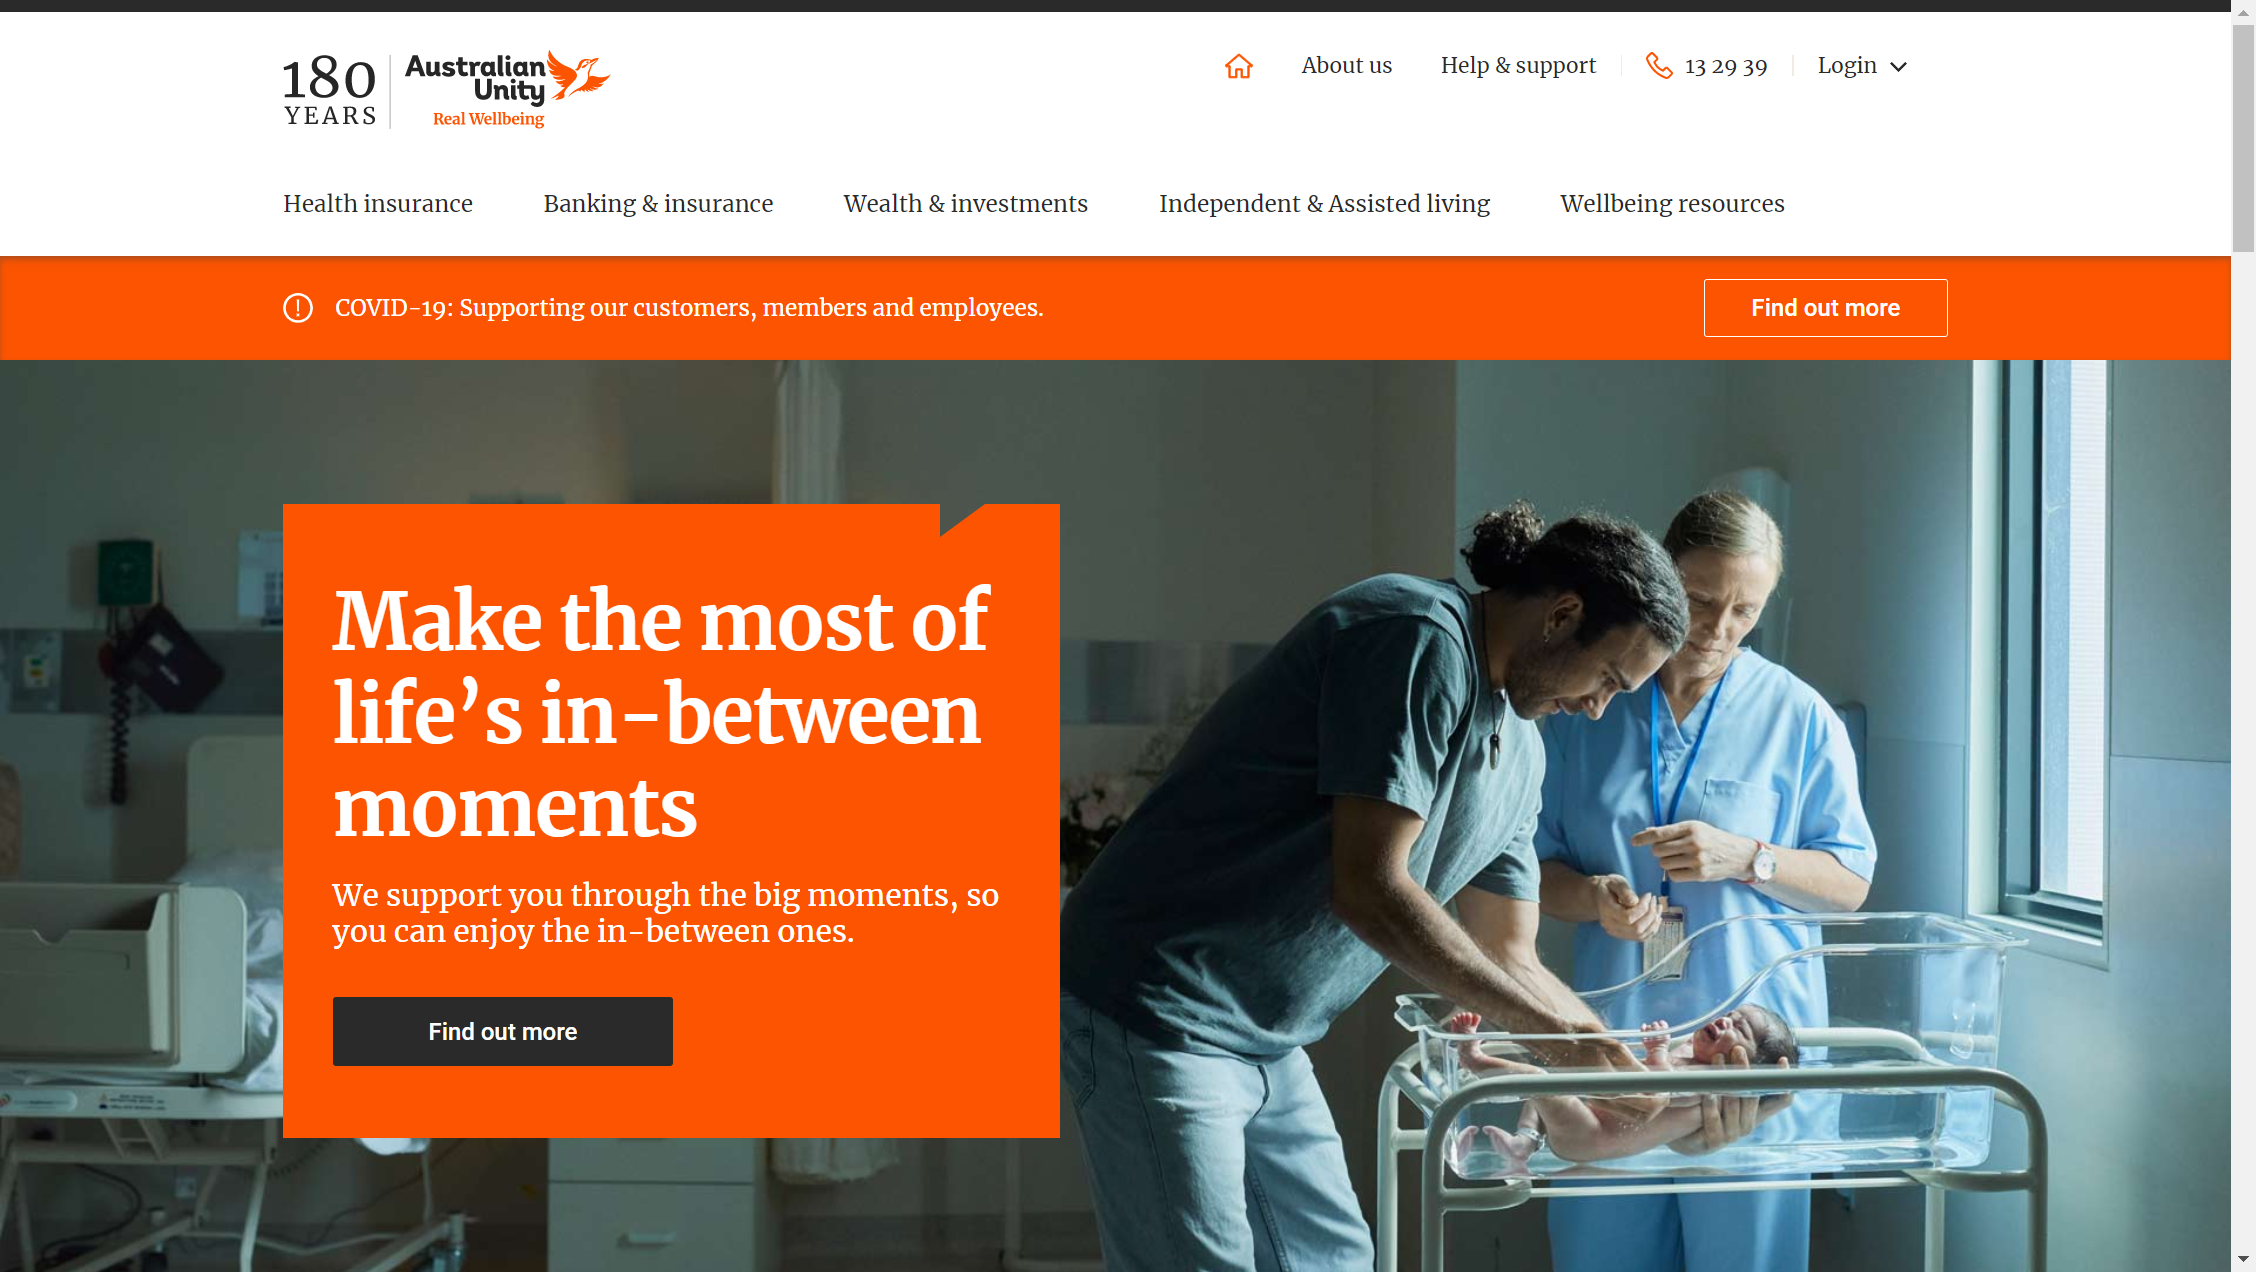 180
YEARS
Australian
Unity
Real Wellbeing
About us
Help & support
13 29 39
Login
Health insurance
Banking & insurance
Wealth & investments
Independent & Assisted living
Wellbeing resources
COVID-19: Supporting our customers, members and employees.
Find out more
Make the most of
life’s in-between
moments
We support you through the big moments, so
you can enjoy the in-between ones.
Find out more